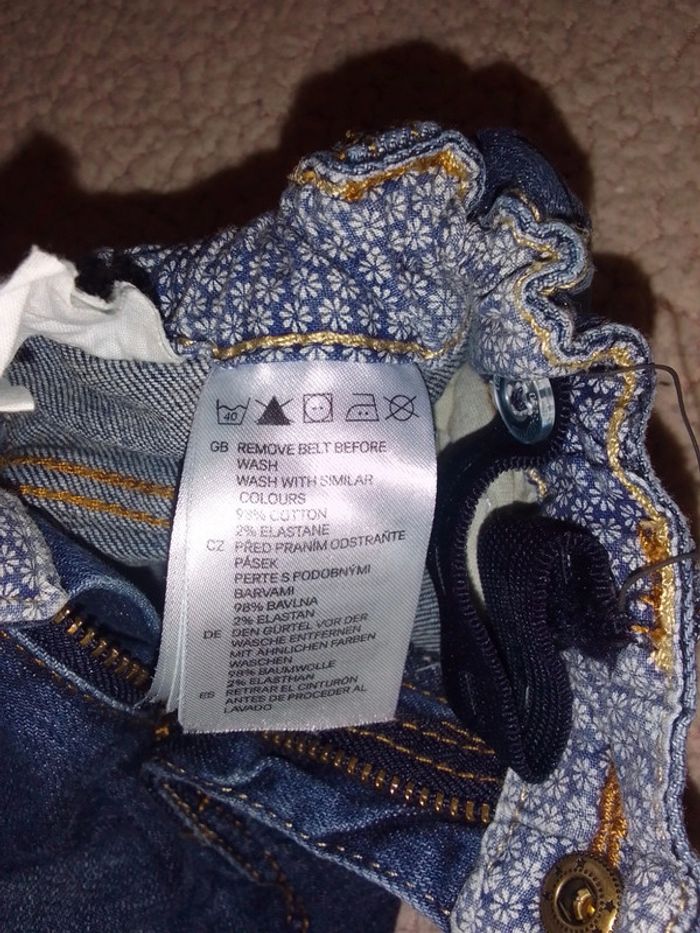 40
GB REMOVE BELT BEFORE
WASH
WASH WITH SIMILAR
COLOURS
98% COTTON
2% ELASTANE
CZ PŘED PRANÍM ODSTRAŇTE
PÁSEK
PERTE S PODOBNÝMI
BARVAMI
98% BAVLNA
2% ELASTAN
DE DEN GÜRTEL VOR DER
WÄSCHE ENTFERNEN
MIT ÄHNLICHEN FARBEN
WASCHEN
98% BAUMWOLLE
2% ELASTHAN
ES RETIRAR EL CINTURÓN
ANTES DE PROCEDER AL
LAVADO